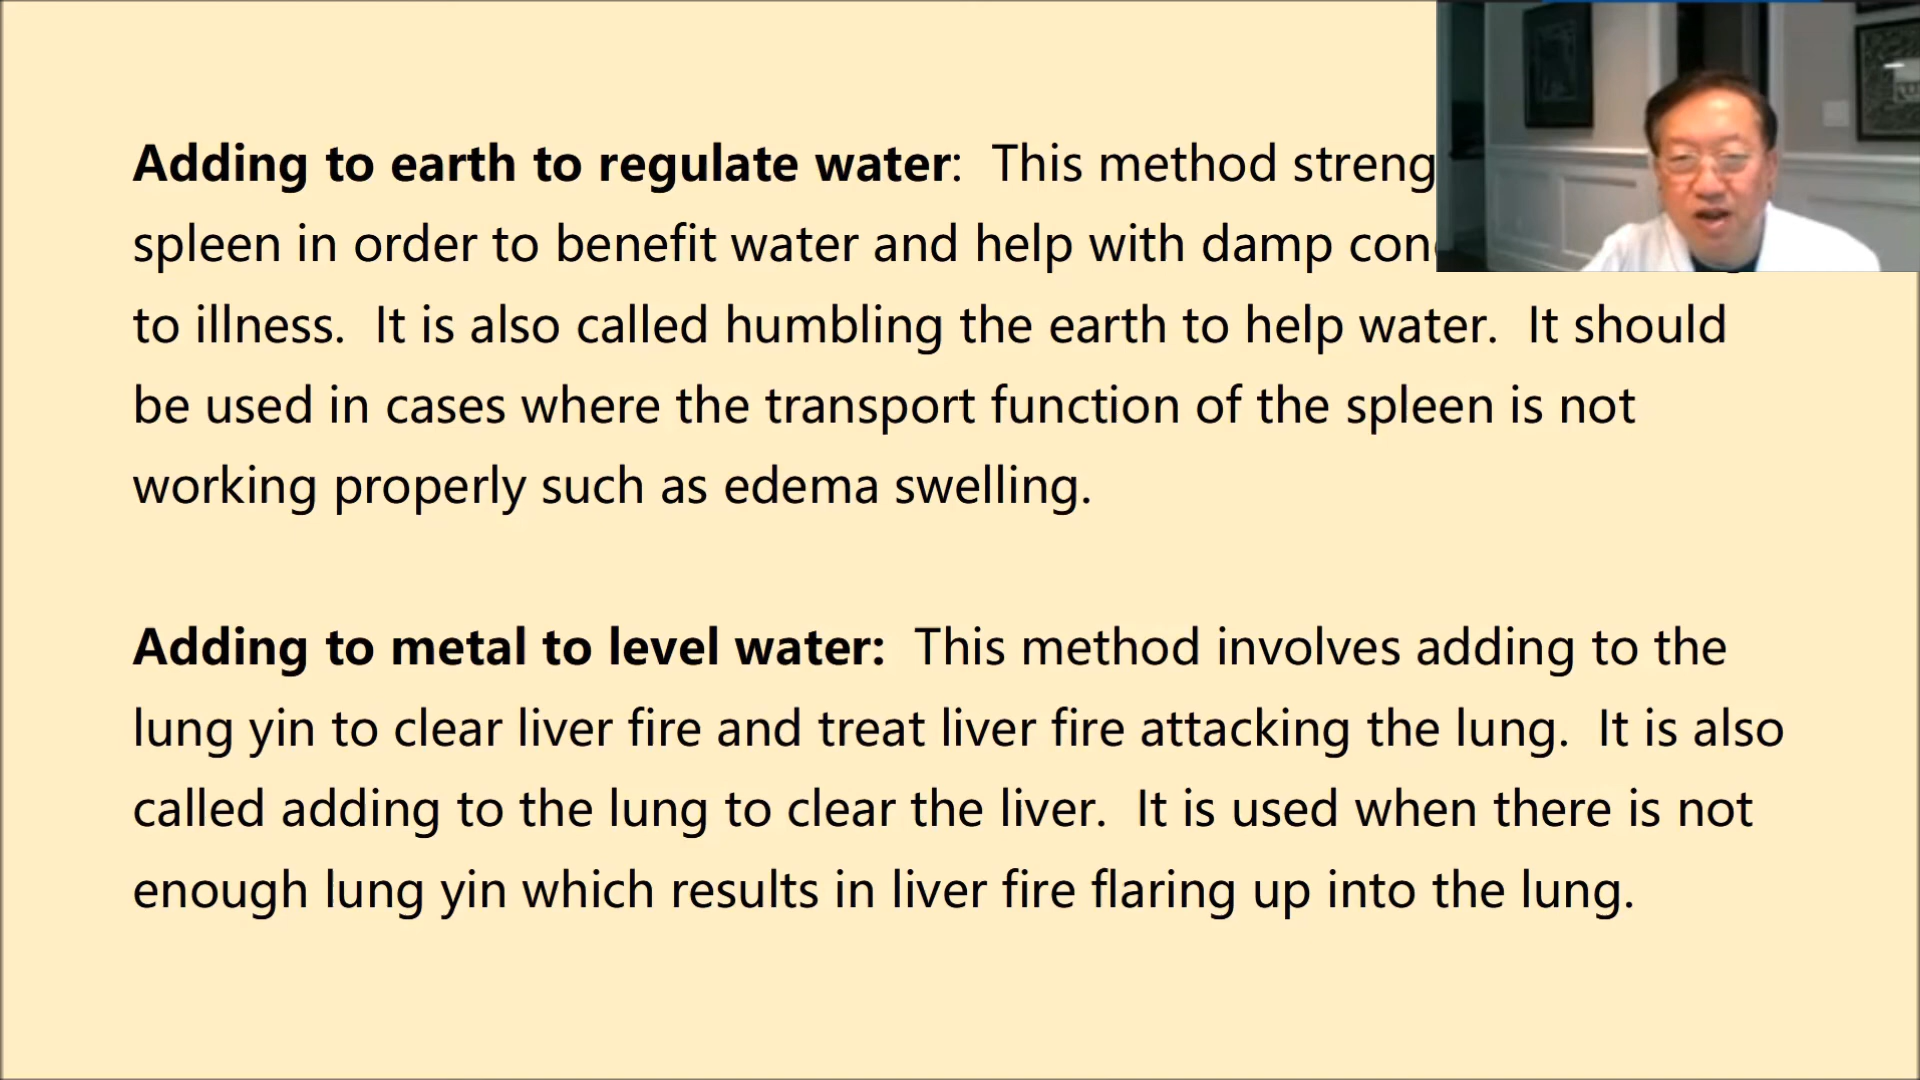 Adding to earth to regulate water:  This method
spleen in order to benefit water and help with damp
to illness.  It is also called humbling the earth to help water.  It should
be used in cases where the transport function of the spleen is not
working properly such as edema swelling.
Adding to metal to level water:  This method involves adding to the
lung yin to clear liver fire and treat liver fire attacking the lung.  It is also
called adding to the lung to clear the liver.  It is used when there is not
enough lung yin which results in liver fire flaring up into the lung.